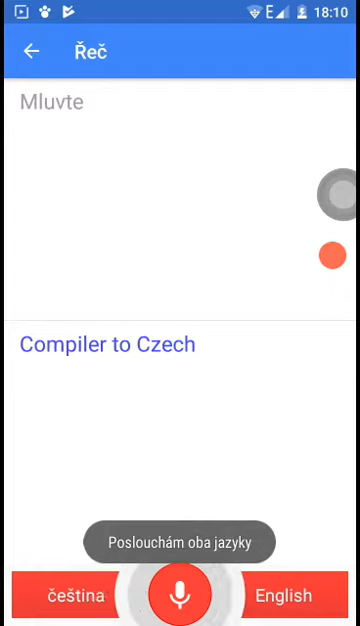 E 18:10
Řeč
Mluvte
Compiler to Czech
Poslouchám oba jazyky
čeština English